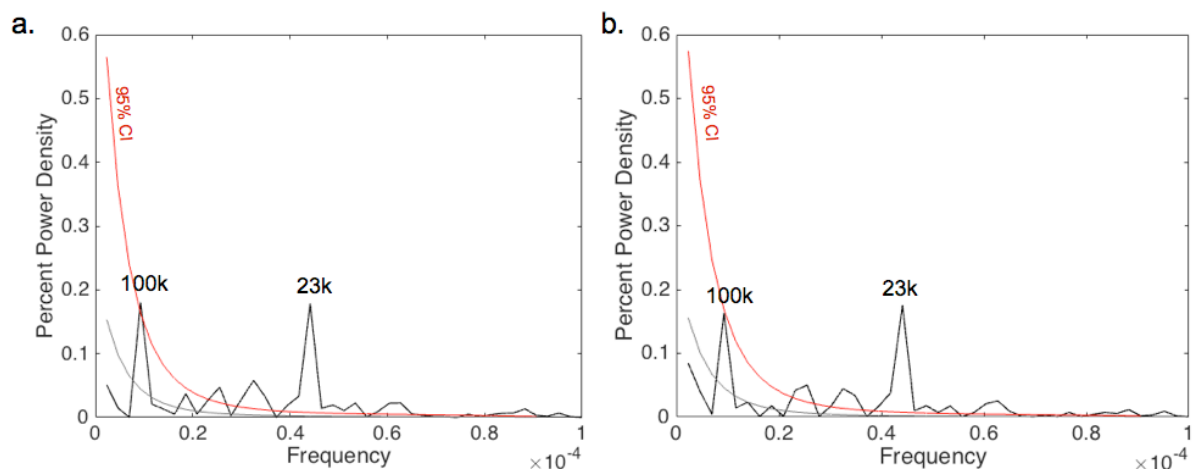 a.
0.6
0.5
0.4
0.3
0.2
0.1
0
Percent Power Density
95% CI
100k
23k
0 0.2 0.4 0.6 0.8 1
Frequency
×10⁻⁴
b.
0.6
0.5
0.4
0.3
0.2
0.1
0
Percent Power Density
95% CI
100k
23k
0 0.2 0.4 0.6 0.8 1
Frequency
×10⁻⁴